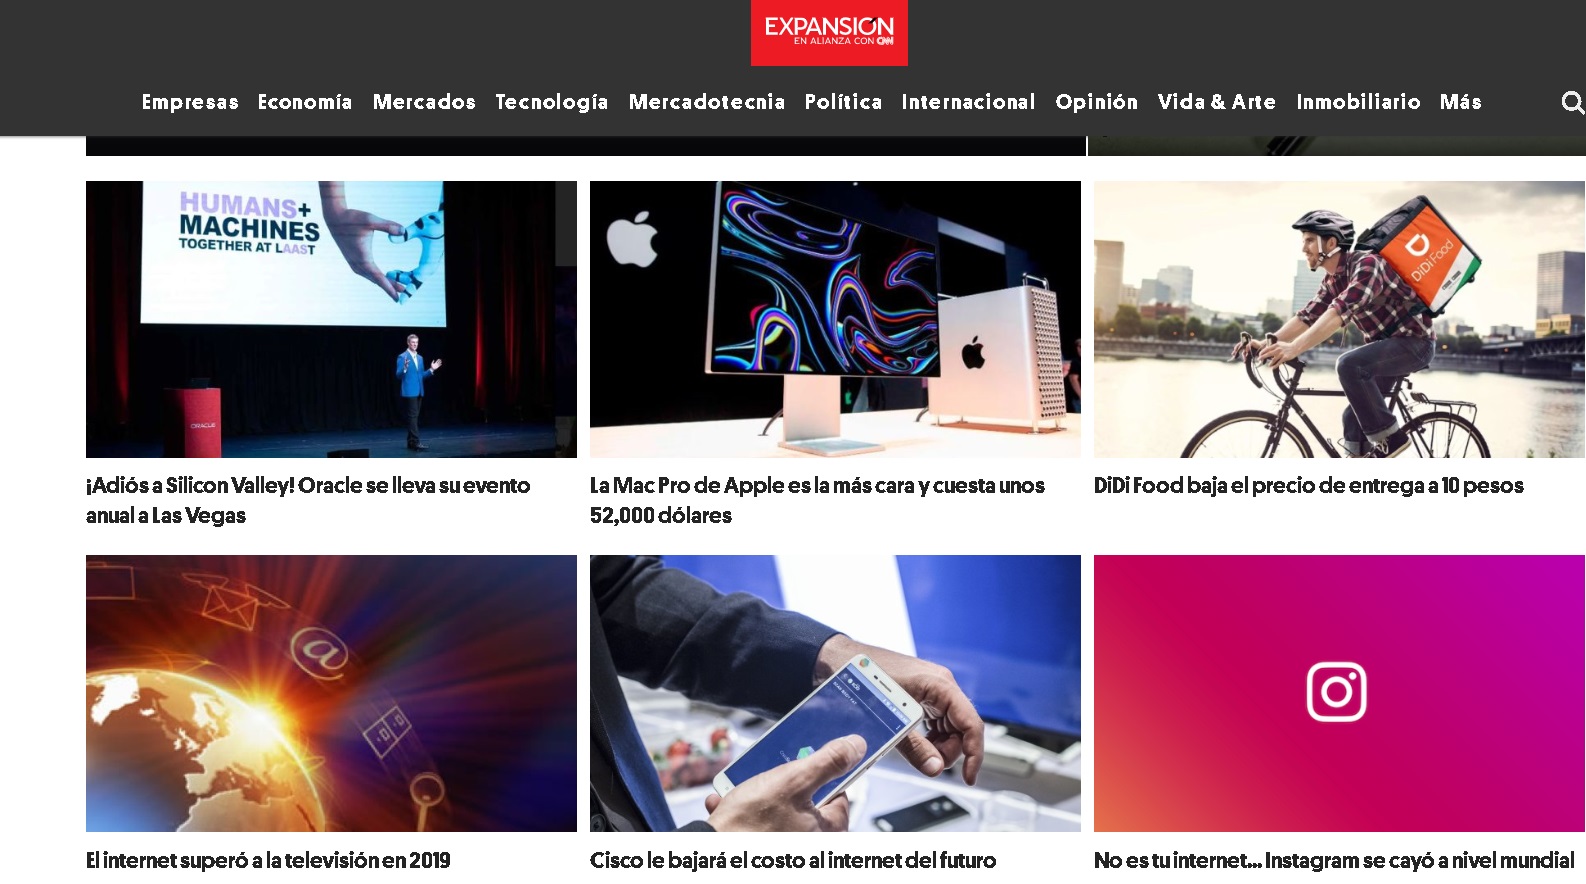 EXPANSIÓN
EN ALIANZA CON CNN
Empresas Economía Mercados Tecnología Mercadotecnia Política Internacional Opinión Vida & Arte Inmobiliario Más
HUMANS+
MACHINES
TOGETHER AT LAAST
ORACLE
DiDi Food
¡Adiós a Silicon Valley! Oracle se lleva su evento
anual a Las Vegas
La Mac Pro de Apple es la más cara y cuesta unos
52,000 dólares
DiDi Food baja el precio de entrega a 10 pesos
@
El internet superó a la televisión en 2019
Cisco le bajará el costo al internet del futuro
No es tu internet... Instagram se cayó a nivel mundial